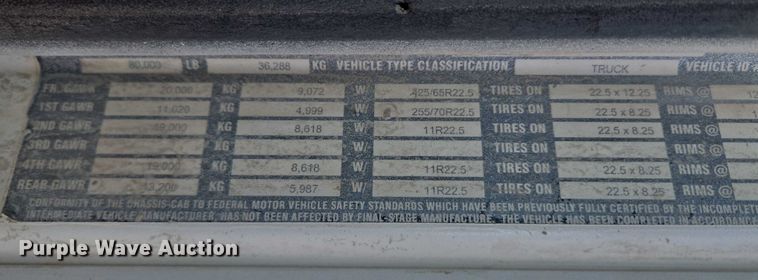 80,000 LB 36,288 KG VEHICLE TYPE CLASSIFICATION TRUCK VEHICLE ID #
FR. GAWR 20,000 KG 9,072 W/ 425/65R22.5 TIRES ON 22.5 x 12.25 RIMS @
1ST GAWR 11,020 KG 4,999 W/ 255/70R22.5 TIRES ON 22.5 x 8.25 RIMS @
2ND GAWR 19,000 KG 8,618 W/ 11R22.5 TIRES ON 22.5 x 8.25 RIMS @
3RD GAWR KG W/ TIRES ON RIMS @
4TH GAWR 19,000 KG 8,618 W/ 11R22.5 TIRES ON 22.5 x 8.25 RIMS @
REAR GAWR 13,200 KG 5,987 W/ 11R22.5 TIRES ON 22.5 x 8.25 RIMS @
CONFORMITY OF THE CHASSIS-CAB TO FEDERAL MOTOR VEHICLE SAFETY STANDARDS WHICH HAVE BEEN PREVIOUSLY FULLY CERTIFIED BY THE INCOMPLET
INTERMEDIATE VEHICLE MANUFACTURER, HAS NOT BEEN AFFECTED BY FINAL-STAGE MANUFACTURE. THE VEHICLE HAS BEEN COMPLETED IN ACCORDANCE
Purple Wave Auction